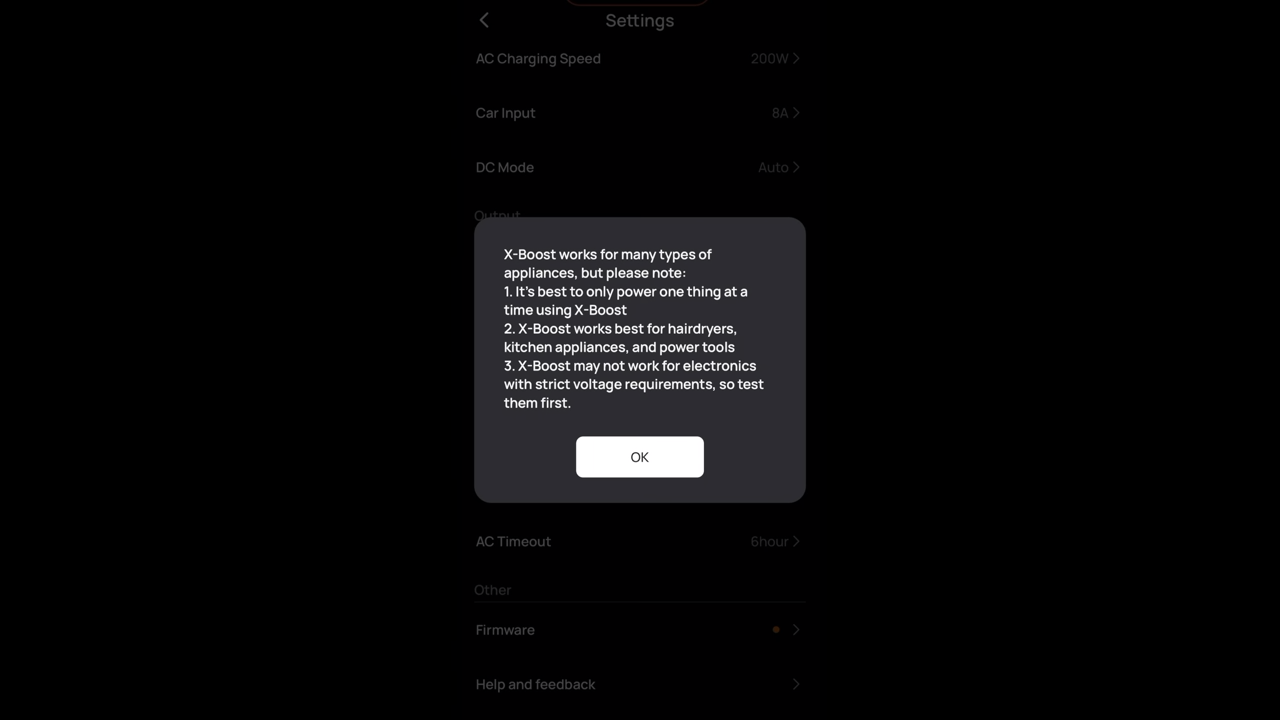 Settings
AC Charging Speed 200W
Car Input 8A
DC Mode Auto
Output
X-Boost works for many types of
appliances, but please note:
1. It's best to only power one thing at a
time using X-Boost
2. X-Boost works best for hairdryers,
kitchen appliances, and power tools
3. X-Boost may not work for electronics
with strict voltage requirements, so test
them first.
OK
AC Timeout 6hour
Other
Firmware
Help and feedback